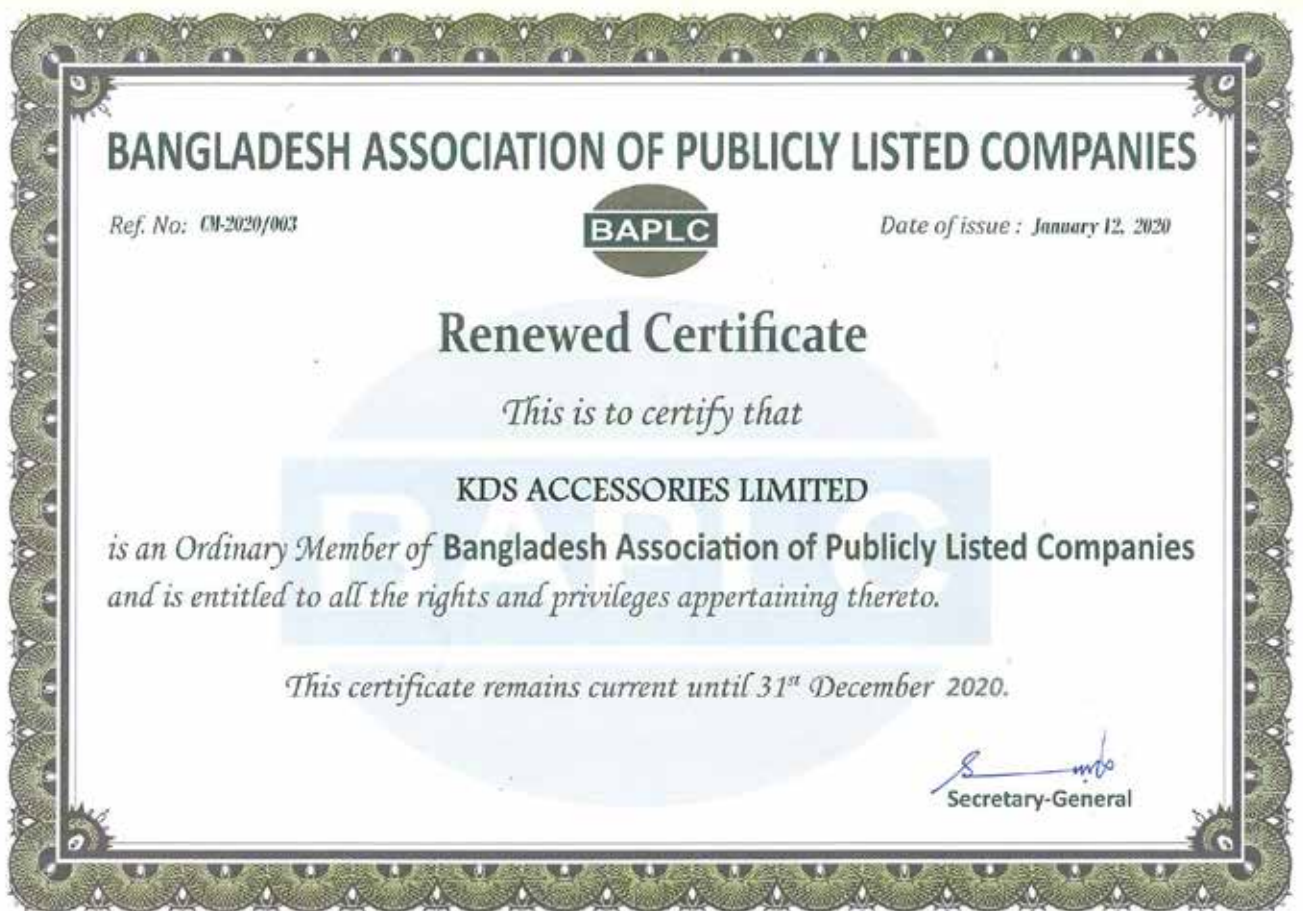 BANGLADESH ASSOCIATION OF PUBLICLY LISTED COMPANIES
Ref. No: CM-2020/003
BAPLC
Date of issue : January 12, 2020
Renewed Certificate
This is to certify that
KDS ACCESSORIES LIMITED
is an Ordinary Member of Bangladesh Association of Publicly Listed Companies
and is entitled to all the rights and privileges appertaining thereto.
This certificate remains current until 31st December 2020.
Secretary-General
BAPLC